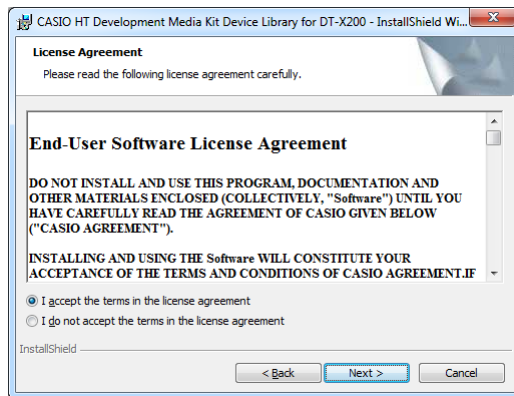 CASIO HT Development Media Kit Device Library for DT-X200 - InstallShield Wi...
License Agreement
Please read the following license agreement carefully.
End-User Software License Agreement
DO NOT INSTALL AND USE THIS PROGRAM, DOCUMENTATION AND
OTHER MATERIALS ENCLOSED (COLLECTIVELY, "Software") UNTIL YOU
HAVE CAREFULLY READ THE AGREEMENT OF CASIO GIVEN BELOW
("CASIO AGREEMENT").
INSTALLING AND USING THE Software WILL CONSTITUTE YOUR
ACCEPTANCE OF THE TERMS AND CONDITIONS OF CASIO AGREEMENT.IF
I accept the terms in the license agreement
I do not accept the terms in the license agreement
InstallShield
< Back Next > Cancel